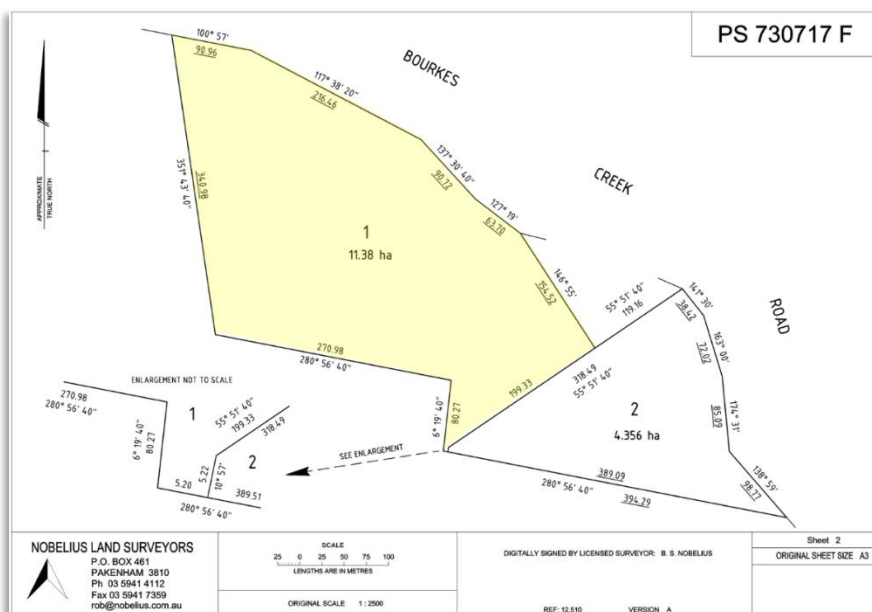 PS 730717 F
100° 57'
90.96
BOURKES
117° 38' 20"
216.46
137° 30' 40"
90.72
CREEK
127° 19'
63.70
351° 43' 40"
340.98
APPROXIMATE
TRUE NORTH
1
11.38 ha
146° 55'
154.52
55° 51' 40"
119.16
141° 30'
38.42
ROAD
163° 00'
72.02
270.98
280° 56' 40"
199.33
318.49
55° 51' 40"
174° 31'
85.09
2
4.356 ha
6° 19' 40"
80.27
138° 59'
98.77
389.09
280° 56' 40"
394.29
ENLARGEMENT NOT TO SCALE
270.98
280° 56' 40"
1
55° 51' 40"
199.33
318.49
6° 19' 40"
80.27
5.22
10° 57'
2
5.20
389.51
280° 56' 40"
SEE ENLARGEMENT
NOBELIUS LAND SURVEYORS
P.O. BOX 461
PAKENHAM 3810
Ph 03 5941 4112
Fax 03 5941 7359
rob@nobelius.com.au
SCALE
25 0 25 50 75 100
LENGTHS ARE IN METRES
ORIGINAL SCALE 1 : 2500
DIGITALLY SIGNED BY LICENSED SURVEYOR: B. S. NOBELIUS
REF: 12,510 VERSION A
Sheet 2
ORIGINAL SHEET SIZE A3